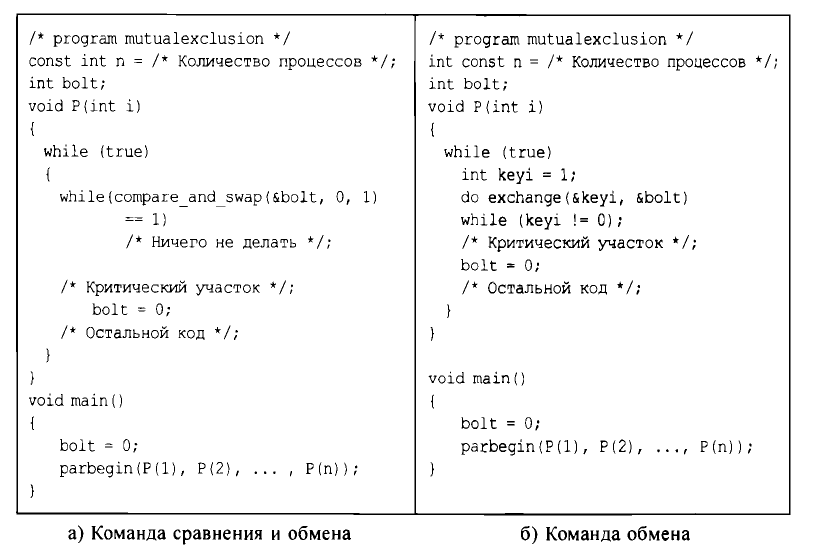 /* program mutualexclusion */
const int n = /* Количество процессов */;
int bolt;
void P(int i)
{
while (true)
{
while(compare_and_swap(&bolt, 0, 1)
== 1)
/* Ничего не делать */;
/* Критический участок */;
bolt = 0;
/* Остальной код */;
}
}
void main()
{
bolt = 0;
parbegin(P(1), P(2), ... , P(n));
}
а) Команда сравнения и обмена
/* program mutualexclusion */
int const n = /* Количество процессов */;
int bolt;
void P(int i)
{
while (true)
int keyi = 1;
do exchange(&keyi, &bolt)
while (keyi != 0);
/* Критический участок */;
bolt = 0;
/* Остальной код */;
}
}
void main()
{
bolt = 0;
parbegin(P(1), P(2), ..., P(n));
}
б) Команда обмена